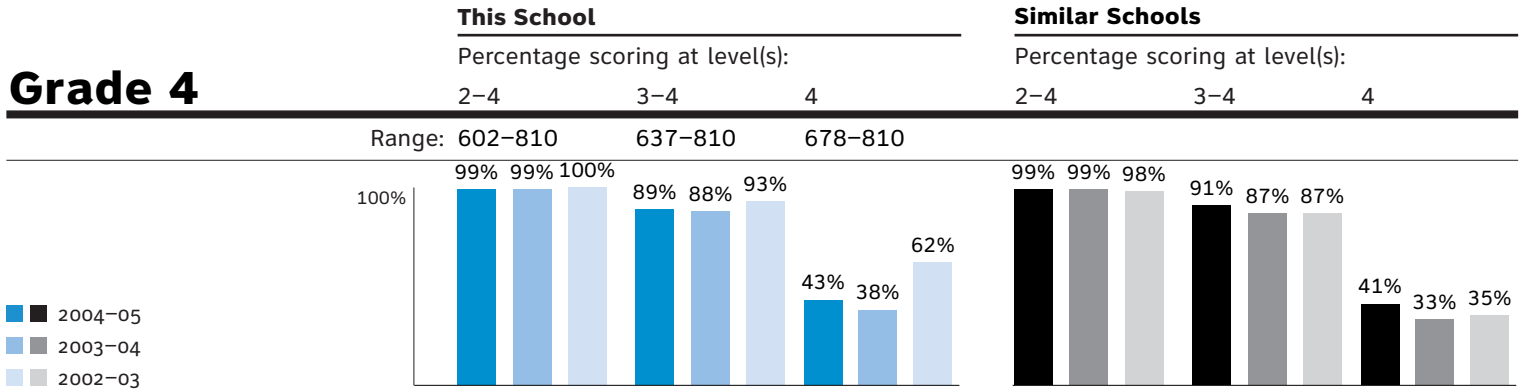 This School Similar Schools
Percentage scoring at level(s): Percentage scoring at level(s):
Grade 4 2–4 3–4 4 2–4 3–4 4
Range: 602–810 637–810 678–810
99% 99% 100% 89% 88% 93% 43% 38% 62% 99% 99% 98% 91% 87% 87% 41% 33% 35%
100%
2004–05
2003–04
2002–03